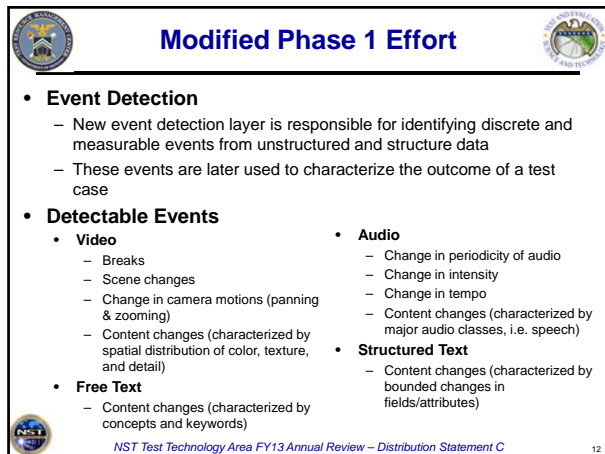 Modified Phase 1 Effort
• Event Detection
– New event detection layer is responsible for identifying discrete and
measurable events from unstructured and structure data
– These events are later used to characterize the outcome of a test
case
• Detectable Events
• Video
– Breaks
– Scene changes
– Change in camera motions (panning
& zooming)
– Content changes (characterized by
spatial distribution of color, texture,
and detail)
• Free Text
– Content changes (characterized by
concepts and keywords)
• Audio
– Change in periodicity of audio
– Change in intensity
– Change in tempo
– Content changes (characterized by
major audio classes, i.e. speech)
• Structured Text
– Content changes (characterized by
bounded changes in
fields/attributes)
NST
NST Test Technology Area FY13 Annual Review – Distribution Statement C
12